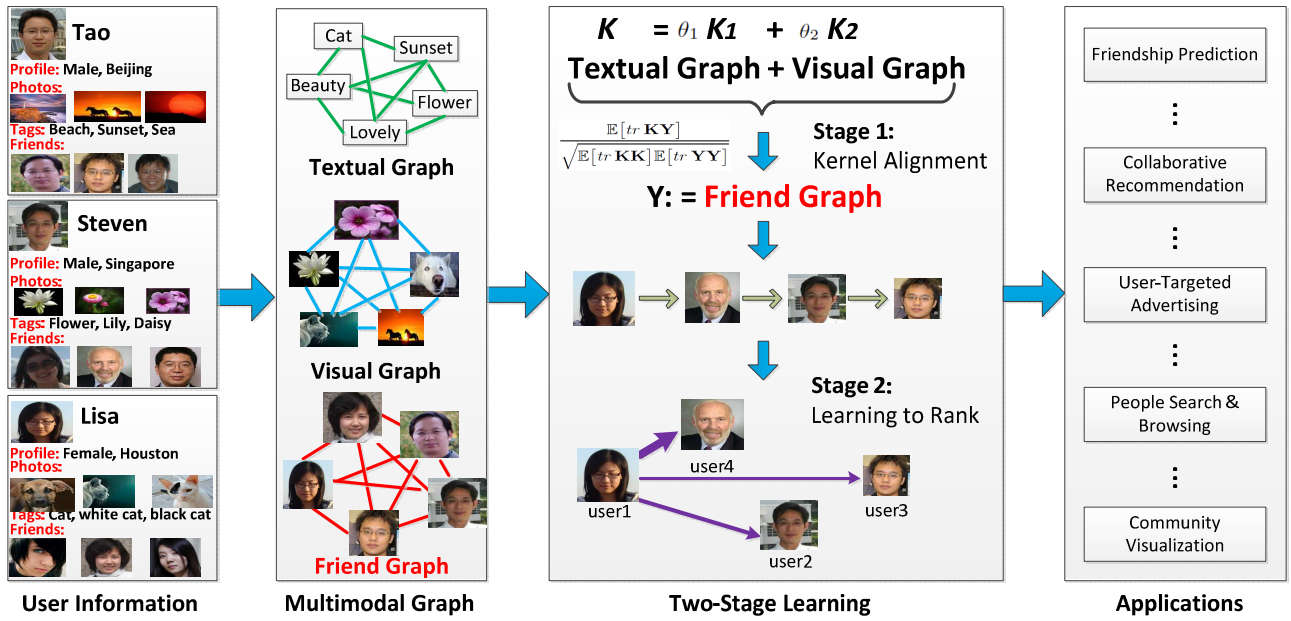 Tao
Profile: Male, Beijing
Photos:
Tags: Beach, Sunset, Sea
Friends:
Steven
Profile: Male, Singapore
Photos:
Tags: Flower, Lily, Daisy
Friends:
Lisa
Profile: Female, Houston
Photos:
Tags: Cat, white cat, black cat
Friends:
User Information
Cat
Sunset
Beauty
Flower
Lovely
Textual Graph
Visual Graph
Friend Graph
Multimodal Graph
K = θ₁ K1 + θ₂ K2
Textual Graph + Visual Graph
𝔼[tr KY]
√𝔼[tr KK]𝔼[tr YY]
Stage 1:
Kernel Alignment
Y: = Friend Graph
Stage 2:
Learning to Rank
user4
user1
user3
user2
Two-Stage Learning
Friendship Prediction
⋮
Collaborative
Recommendation
⋮
User-Targeted
Advertising
⋮
People Search &
Browsing
⋮
Community
Visualization
Applications